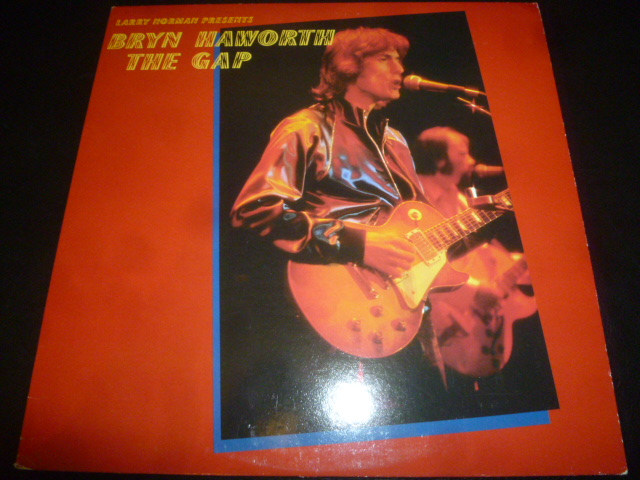 LARRY NORMAN PRESENTS
BRYN HAWORTH
THE GAP